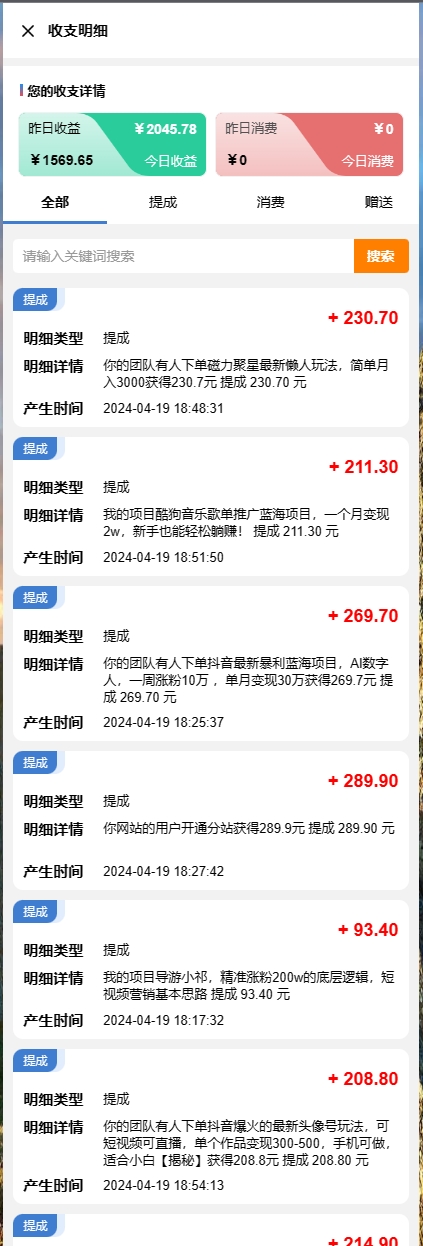 收支明细
您的收支详情
昨日收益 ￥2045.78
￥1569.65 今日收益
昨日消费 ￥0
￥0 今日消费
全部 提成 消费 赠送
请输入关键词搜索 搜索
提成
+ 230.70
明细类型 提成
明细详情 你的团队有人下单磁力聚星最新懒人玩法，简单月
入3000获得230.7元 提成 230.70 元
产生时间 2024-04-19 18:48:31
提成
+ 211.30
明细类型 提成
明细详情 我的项目酷狗音乐歌单推广蓝海项目，一个月变现
2w，新手也能轻松躺赚！ 提成 211.30 元
产生时间 2024-04-19 18:51:50
提成
+ 269.70
明细类型 提成
明细详情 你的团队有人下单抖音最新暴利蓝海项目，AI数字
人，一周涨粉10万 ，单月变现30万获得269.7元 提
成 269.70 元
产生时间 2024-04-19 18:25:37
提成
+ 289.90
明细类型 提成
明细详情 你网站的用户开通分站获得289.9元 提成 289.90 元
产生时间 2024-04-19 18:27:42
提成
+ 93.40
明细类型 提成
明细详情 我的项目导游小祁，精准涨粉200w的底层逻辑，短
视频营销基本思路 提成 93.40 元
产生时间 2024-04-19 18:17:32
提成
+ 208.80
明细类型 提成
明细详情 你的团队有人下单抖音爆火的最新头像号玩法，可
短视频可直播，单个作品变现300-500，手机可做，
适合小白【揭秘】获得208.8元 提成 208.80 元
产生时间 2024-04-19 18:54:13
提成
+ 214.90